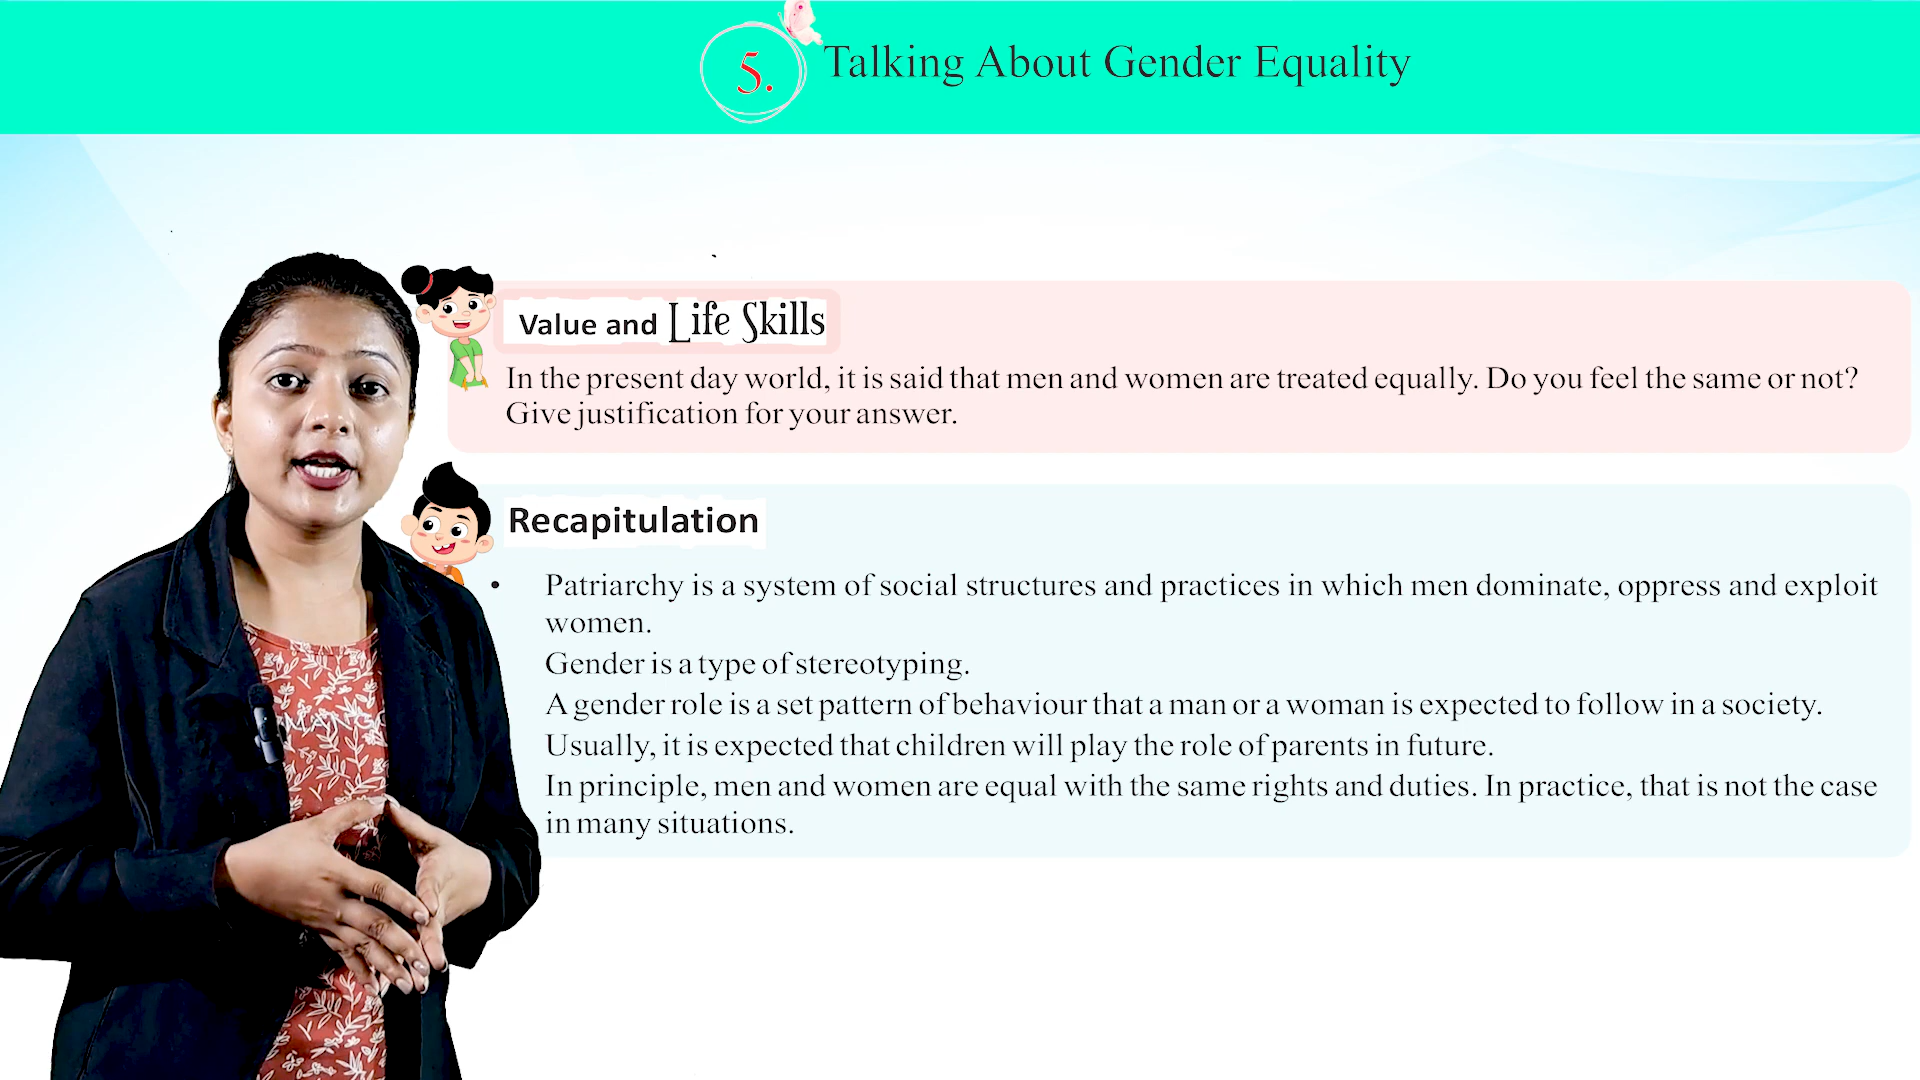 5. Talking About Gender Equality
Value and Life Skills
In the present day world, it is said that men and women are treated equally. Do you feel the same or not?
Give justification for your answer.
Recapitulation
• Patriarchy is a system of social structures and practices in which men dominate, oppress and exploit
women.
Gender is a type of stereotyping.
A gender role is a set pattern of behaviour that a man or a woman is expected to follow in a society.
Usually, it is expected that children will play the role of parents in future.
In principle, men and women are equal with the same rights and duties. In practice, that is not the case
in many situations.